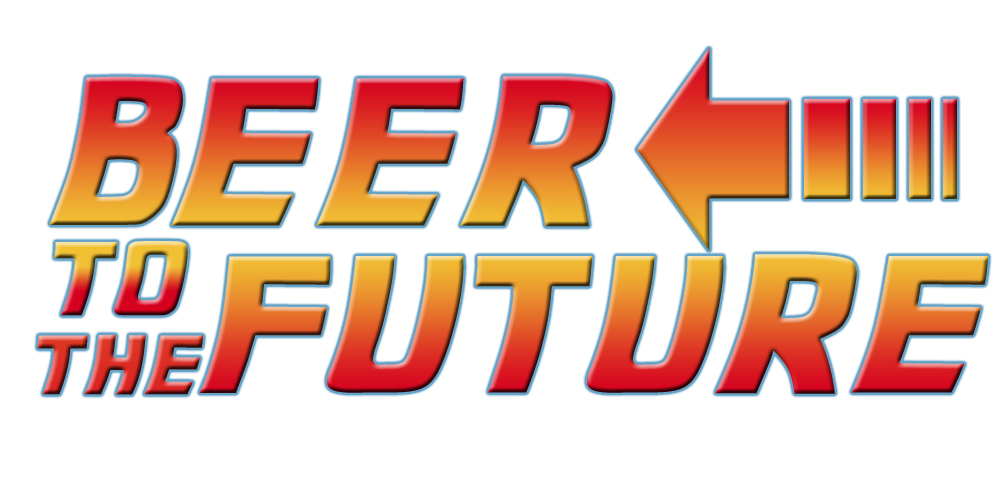 BEER
TO
THE FUTURE